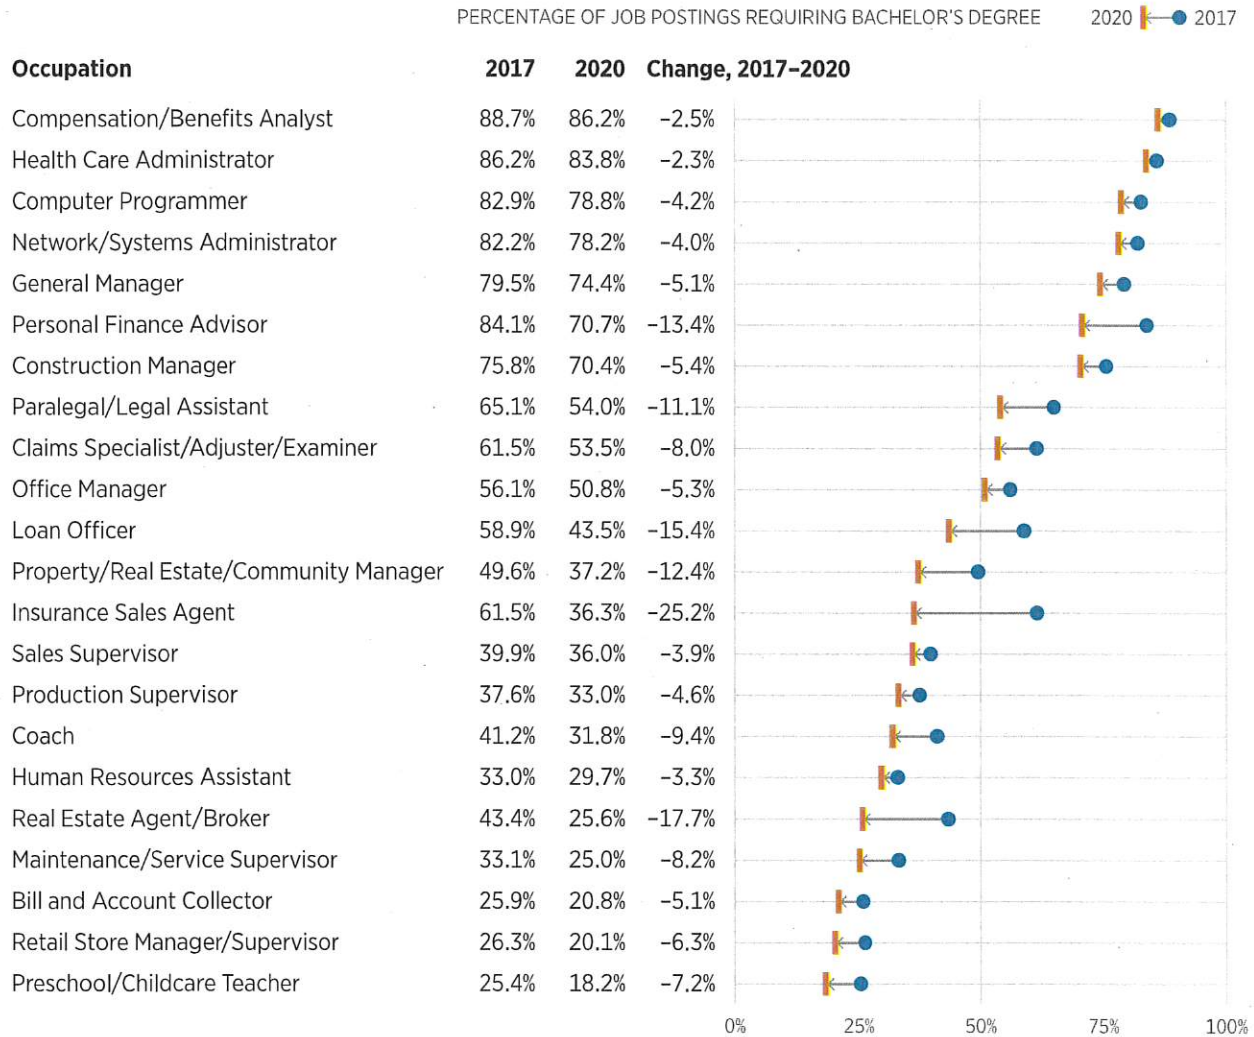 PERCENTAGE OF JOB POSTINGS REQUIRING BACHELOR'S DEGREE 2020 2017
Occupation 2017 2020 Change, 2017–2020
Compensation/Benefits Analyst 88.7% 86.2% –2.5%
Health Care Administrator 86.2% 83.8% –2.3%
Computer Programmer 82.9% 78.8% –4.2%
Network/Systems Administrator 82.2% 78.2% –4.0%
General Manager 79.5% 74.4% –5.1%
Personal Finance Advisor 84.1% 70.7% –13.4%
Construction Manager 75.8% 70.4% –5.4%
Paralegal/Legal Assistant 65.1% 54.0% –11.1%
Claims Specialist/Adjuster/Examiner 61.5% 53.5% –8.0%
Office Manager 56.1% 50.8% –5.3%
Loan Officer 58.9% 43.5% –15.4%
Property/Real Estate/Community Manager 49.6% 37.2% –12.4%
Insurance Sales Agent 61.5% 36.3% –25.2%
Sales Supervisor 39.9% 36.0% –3.9%
Production Supervisor 37.6% 33.0% –4.6%
Coach 41.2% 31.8% –9.4%
Human Resources Assistant 33.0% 29.7% –3.3%
Real Estate Agent/Broker 43.4% 25.6% –17.7%
Maintenance/Service Supervisor 33.1% 25.0% –8.2%
Bill and Account Collector 25.9% 20.8% –5.1%
Retail Store Manager/Supervisor 26.3% 20.1% –6.3%
Preschool/Childcare Teacher 25.4% 18.2% –7.2%
0% 25% 50% 75% 100%